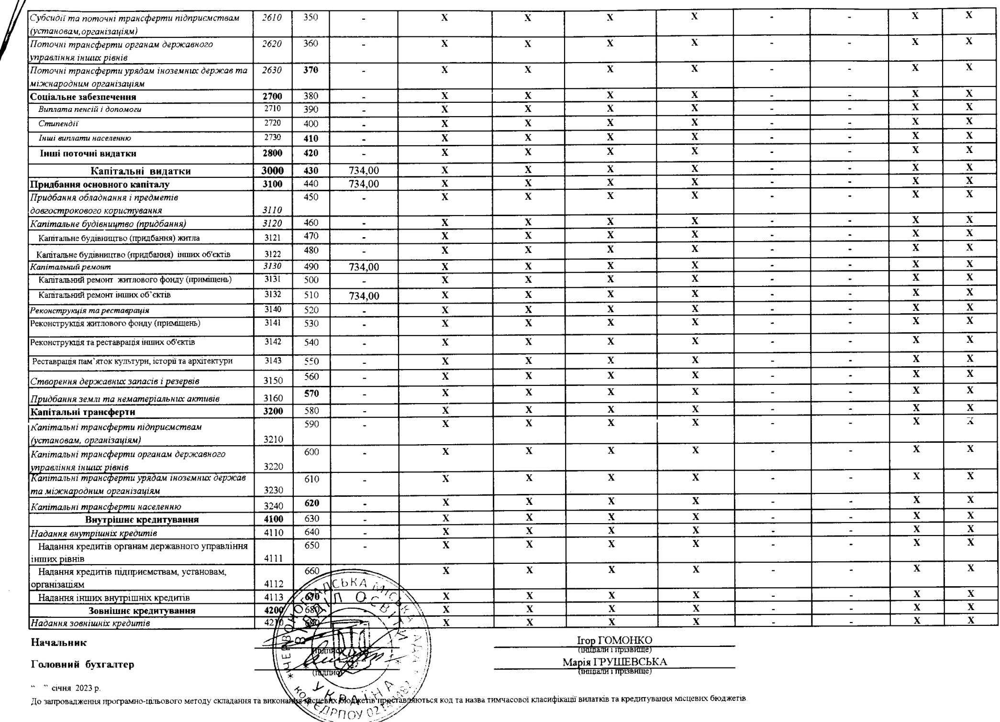 Субсидії та поточні трансферти підприємствам 2610 350 - X X X X - - X X
(установам, організаціям)
Поточні трансферти органам державного 2620 360 - X X X X - - X X
управління інших рівнів
Поточні трансферти урядам іноземних держав та 2630 370 - X X X X - - X X
міжнародним організаціям
Соціальне забезпечення 2700 380 - X X X X - - X X
Виплата пенсій і допомоги 2710 390 - X X X X - - X X
Стипендії 2720 400 - X X X X - - X X
Інші виплати населенню 2730 410 - X X X X - - X X
Інші поточні видатки 2800 420 - X X X X - - X X
Капітальні видатки 3000 430 734,00 X X X X - - X X
Придбання основного капіталу 3100 440 734,00 X X X X - - X X
Придбання обладнання і предметів 450 - X X X X - - X X
довгострокового користування 3110
Капітальне будівництво (придбання) 3120 460 - X X X X - - X X
Капітальне будівництво (придбання) житла 3121 470 - X X X X - - X X
Капітальне будівництво (придбання) інших об'єктів 3122 480 - X X X X - - X X
Капітальний ремонт 3130 490 734,00 X X X X - - X X
Капітальний ремонт житлового фонду (приміщень) 3131 500 - X X X X - - X X
Капітальний ремонт інших об’єктів 3132 510 734,00 X X X X - - X X
Реконструкція та реставрація 3140 520 - X X X X - - X X
Реконструкція житлового фонду (приміщень) 3141 530 - X X X X - - X X
Реконструкція та реставрація інших об'єктів 3142 540 - X X X X - - X X
Реставрація пам’яток культури, історії та архітектури 3143 550 - X X X X - - X X
Створення державних запасів і резервів 3150 560 - X X X X - - X X
Придбання землі та нематеріальних активів 3160 570 - X X X X - - X X
Капітальні трансферти 3200 580 - X X X X - - X X
Капітальні трансферти підприємствам 590 - X X X X - - X X
(установам, організаціям) 3210
Капітальні трансферти органам державного 600 - X X X X - - X X
управління інших рівнів 3220
Капітальні трансферти урядам іноземних держав 610 - X X X X - - X X
та міжнародним організаціям 3230
Капітальні трансферти населенню 3240 620 - X X X X - - X X
Внутрішнє кредитування 4100 630 - X X X X - - X X
Надання внутрішніх кредитів 4110 640 - X X X X - - X X
Надання кредитів органам державного управління 650 - X X X X - - X X
інших рівнів 4111
Надання кредитів підприємствам, установам, 660 - X X X X - - X X
організаціям 4112
Надання інших внутрішніх кредитів 4113 670 - X X X X - - X X
Зовнішнє кредитування 4200 680 - X X X X - - X X
Надання зовнішніх кредитів 4210 690 - X X X X - - X X
Начальник Ігор ГОМОНКО
(підпис) (ініціали і прізвище)
Головний бухгалтер Марія ГРУШЕВСЬКА
(підпис) (ініціали і прізвище)
“ ” січня 2023 р.
До запровадження програмно-цільового методу складання та виконання місцевих бюджетів проставляються код та назва тимчасової класифікації видатків та кредитування місцевих бюджетів.
*ЧЕРВОНОГРАДСЬКА МІСЬКА РАДА*
ВІДДІЛ ОСВІТИ
* УКРАЇНА *
КОД ЄДРПОУ